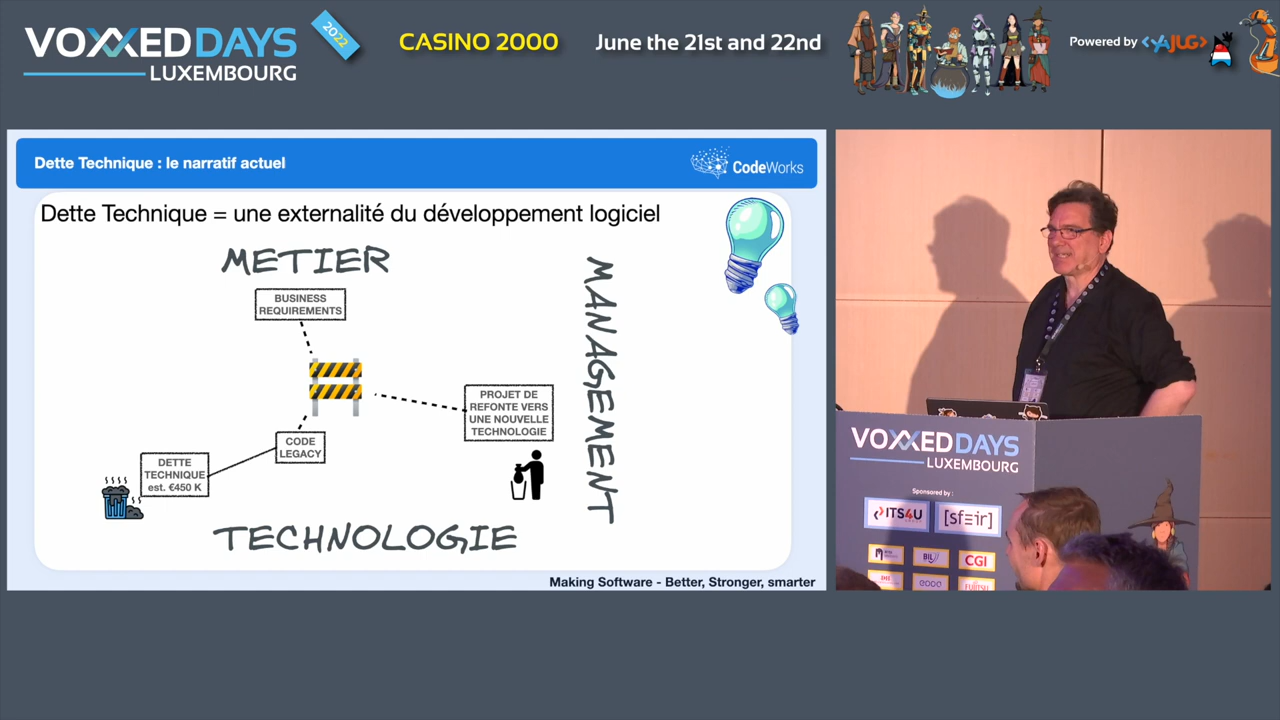 VOXXED DAYS
LUXEMBOURG
2022
CASINO 2000
June the 21st and 22nd
Powered by <YAJUG>
Dette Technique : le narratif actuel
CodeWorks
Dette Technique = une externalité du développement logiciel
METIER
BUSINESS
REQUIREMENTS
MANAGEMENT
PROJET DE
REFONTE VERS
UNE NOUVELLE
TECHNOLOGIE
CODE
LEGACY
DETTE
TECHNIQUE
est. €450 K
TECHNOLOGIE
Making Software - Better, Stronger, smarter
VOXXED DAYS
LUXEMBOURG
Sponsored by :
ITS4U
[sfeir]
BIL
CGI
FUJITSU